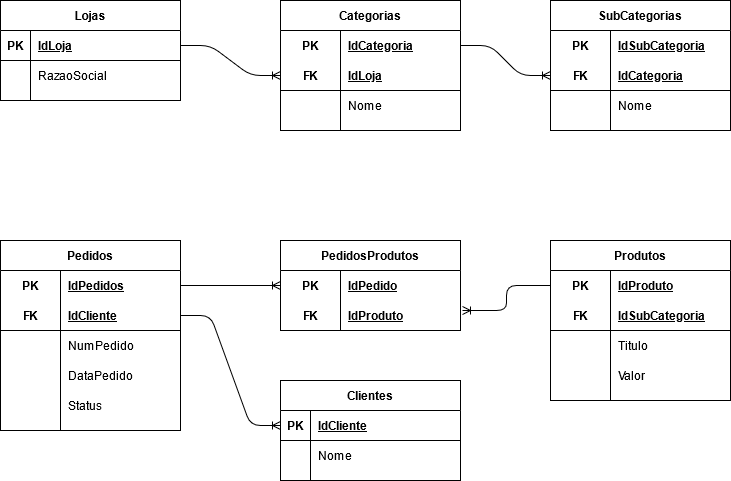 Lojas
PK IdLoja
RazaoSocial
Categorias
PK IdCategoria
FK IdLoja
Nome
SubCategorias
PK IdSubCategoria
FK IdCategoria
Nome
Pedidos
PK IdPedidos
FK IdCliente
NumPedido
DataPedido
Status
PedidosProdutos
PK IdPedido
FK IdProduto
Produtos
PK IdProduto
FK IdSubCategoria
Titulo
Valor
Clientes
PK IdCliente
Nome